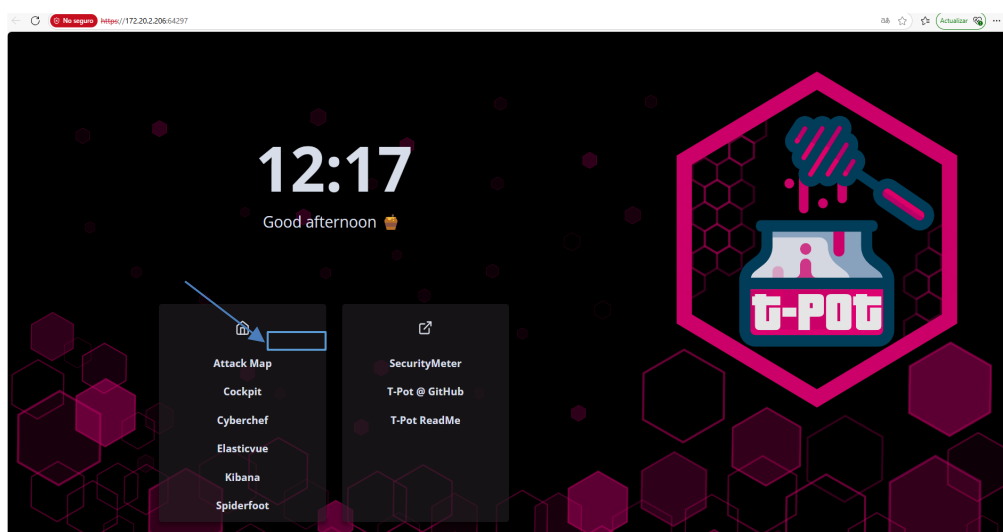 No seguro https://172.20.2.206:64297
Actualizar
12:17
Good afternoon
Attack Map
Cockpit
Cyberchef
Elasticvue
Kibana
Spiderfoot
SecurityMeter
T-Pot @ GitHub
T-Pot ReadMe
t-pot